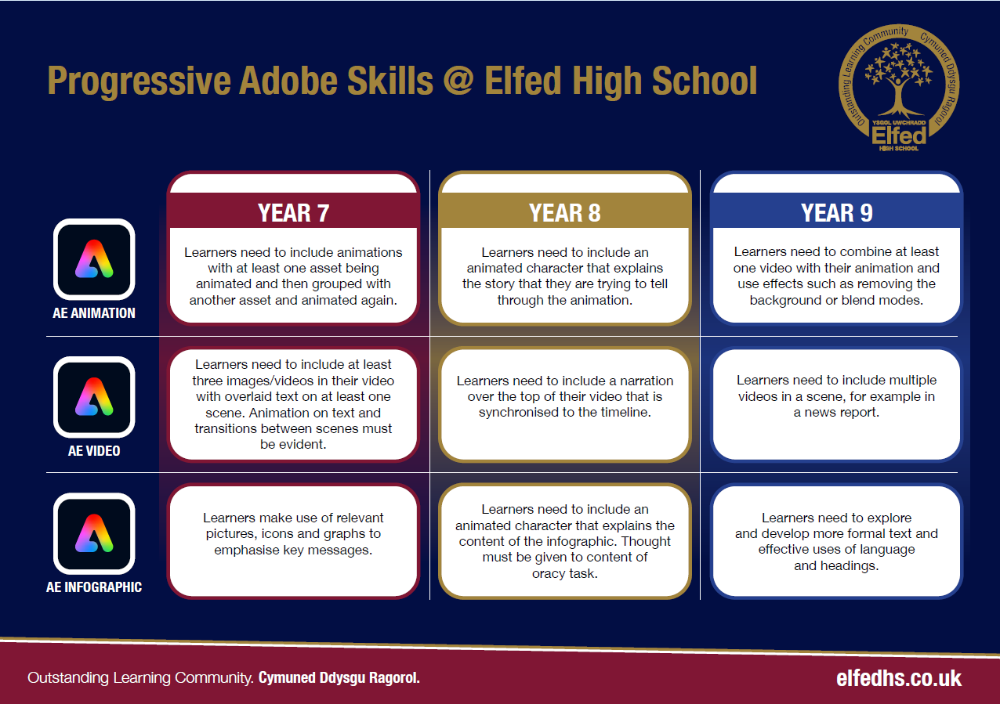 Progressive Adobe Skills @ Elfed High School
Outstanding Learning Community Cymuned Ddysgu Ragorol
YSGOL UWCHRADD
Elfed
HIGH SCHOOL
YEAR 7
YEAR 8
YEAR 9
AE ANIMATION
Learners need to include animations
with at least one asset being
animated and then grouped with
another asset and animated again.
Learners need to include an
animated character that explains
the story that they are trying to tell
through the animation.
Learners need to combine at least
one video with their animation and
use effects such as removing the
background or blend modes.
AE VIDEO
Learners need to include at least
three images/videos in their video
with overlaid text on at least one
scene. Animation on text and
transitions between scenes must
be evident.
Learners need to include a narration
over the top of their video that is
synchronised to the timeline.
Learners need to include multiple
videos in a scene, for example in
a news report.
AE INFOGRAPHIC
Learners make use of relevant
pictures, icons and graphs to
emphasise key messages.
Learners need to include an
animated character that explains the
content of the infographic. Thought
must be given to content of
oracy task.
Learners need to explore
and develop more formal text and
effective uses of language
and headings.
Outstanding Learning Community. Cymuned Ddysgu Ragorol.
elfedhs.co.uk